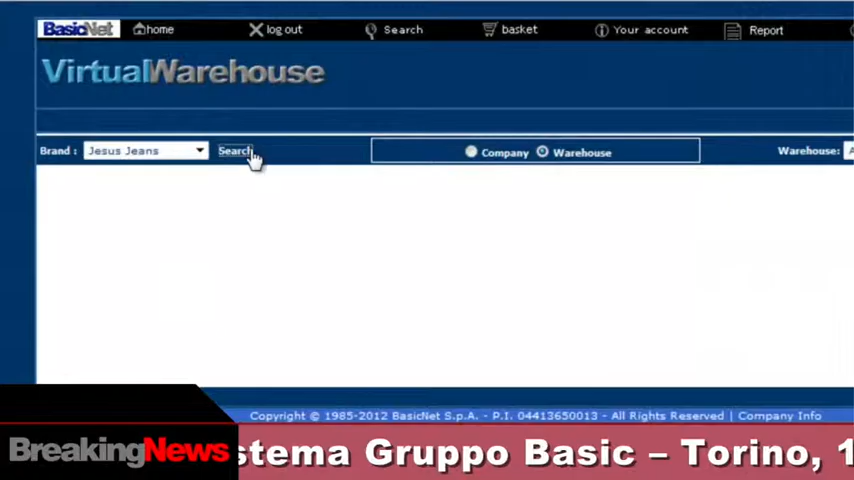 BasicNet home log out Search basket Your account Report
VirtualWarehouse
Brand : Jesus Jeans Search Company Warehouse Warehouse:
Copyright © 1985-2012 BasicNet S.p.A. - P.I. 04413650013 - All Rights Reserved | Company Info
BreakingNews stema Gruppo Basic – Torino, 1